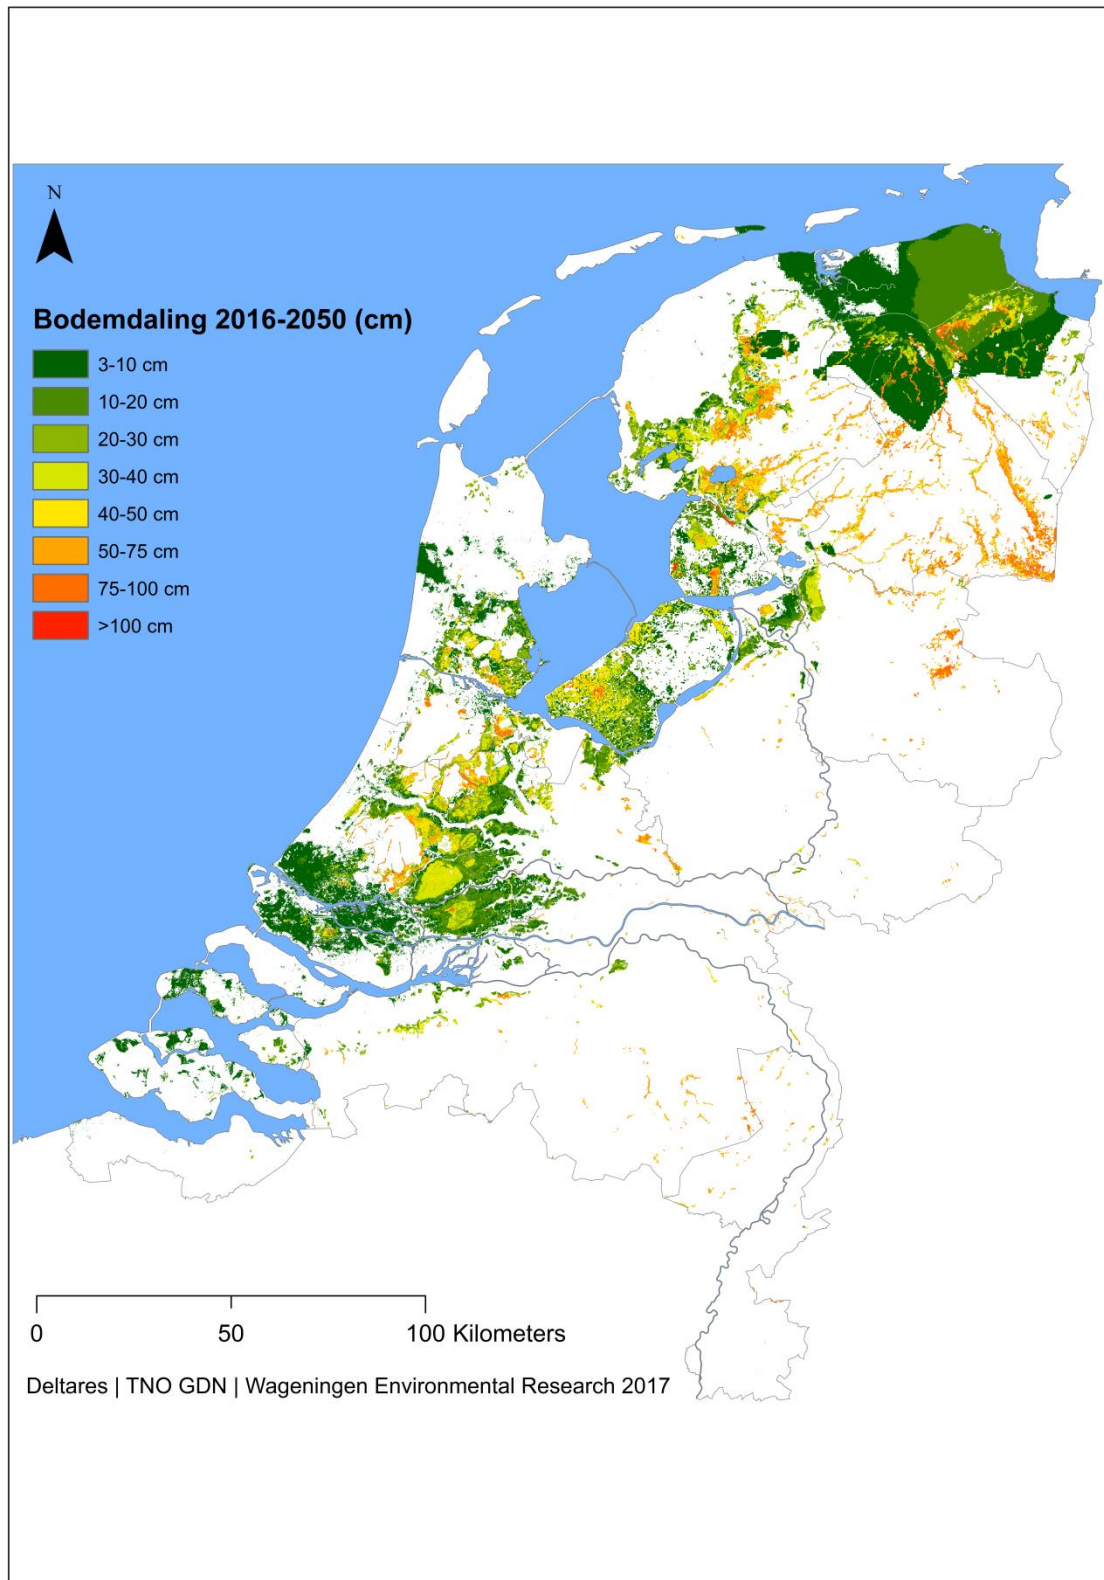 N
Bodemdaling 2016-2050 (cm)
3-10 cm
10-20 cm
20-30 cm
30-40 cm
40-50 cm
50-75 cm
75-100 cm
>100 cm
0 50 100 Kilometers
Deltares | TNO GDN | Wageningen Environmental Research 2017